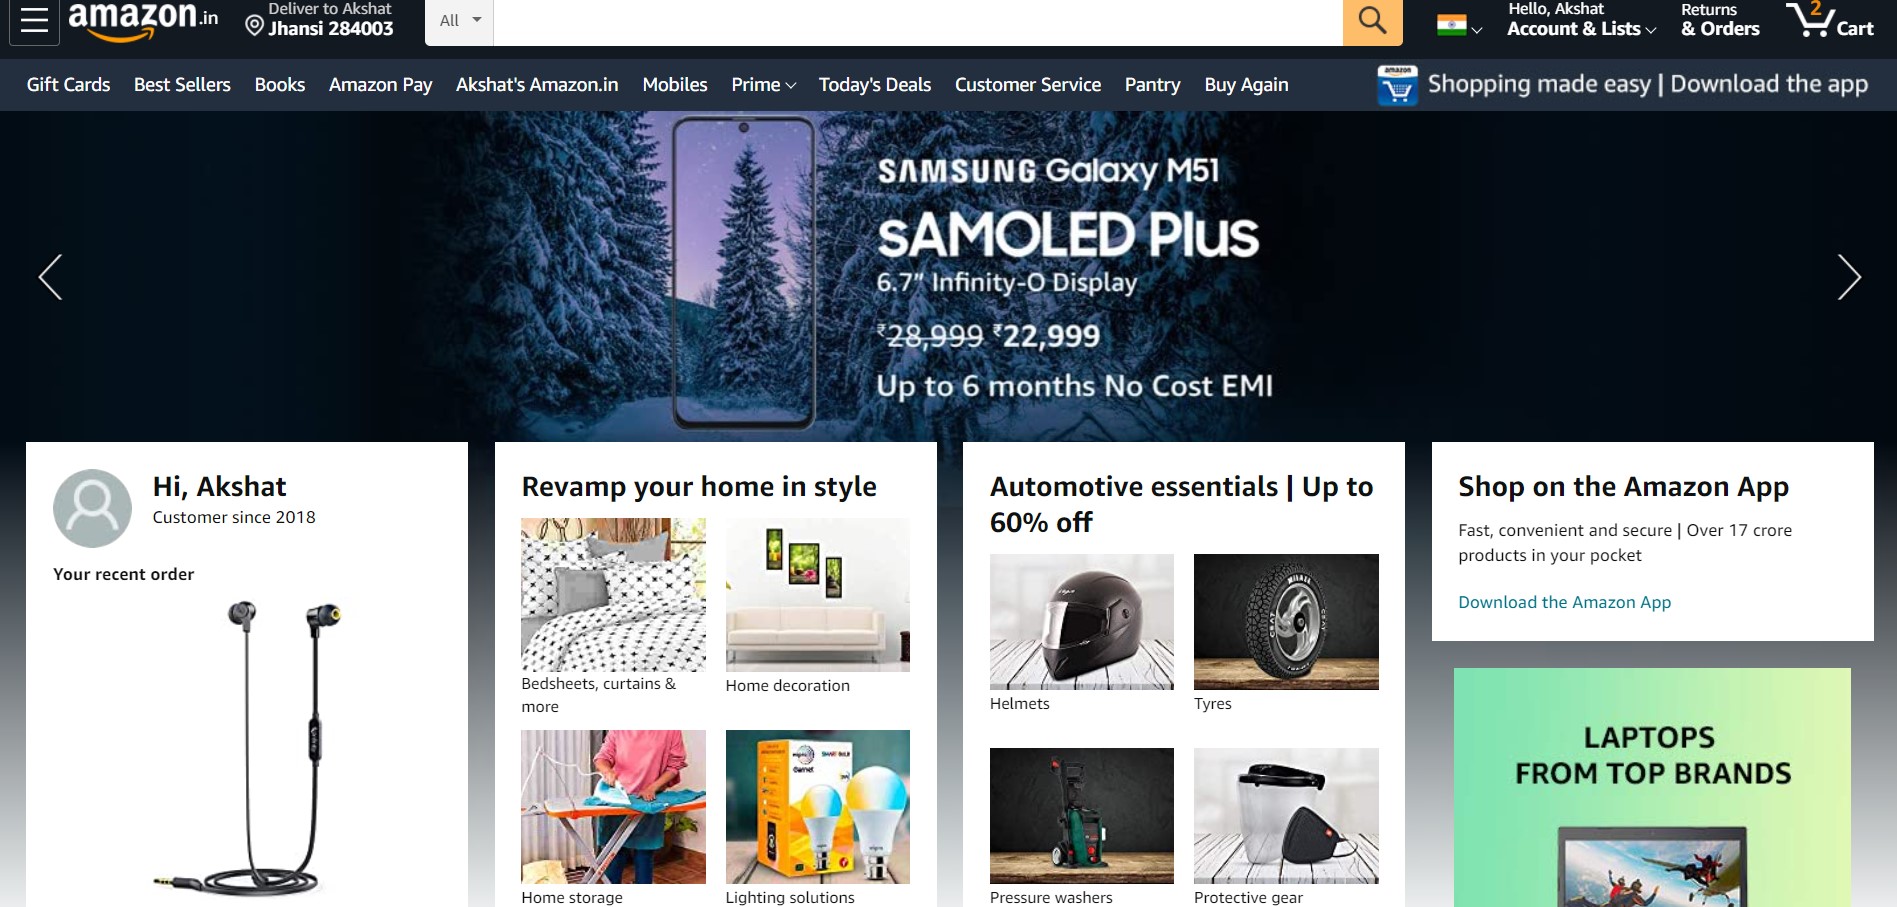 amazon.in
Deliver to Akshat
Jhansi 284003
All
Hello, Akshat
Account & Lists
Returns
& Orders
2
Cart
Gift Cards
Best Sellers
Books
Amazon Pay
Akshat's Amazon.in
Mobiles
Prime
Today's Deals
Customer Service
Pantry
Buy Again
amazon
Shopping made easy | Download the app
SAMSUNG Galaxy M51
sAMOLED Plus
6.7" Infinity-O Display
₹28,999 ₹22,999
Up to 6 months No Cost EMI
Hi, Akshat
Customer since 2018
Your recent order
Revamp your home in style
Bedsheets, curtains &
more
Home decoration
Home storage
Lighting solutions
Automotive essentials | Up to
60% off
Helmets
Tyres
CEAT
Pressure washers
Protective gear
Shop on the Amazon App
Fast, convenient and secure | Over 17 crore
products in your pocket
Download the Amazon App
LAPTOPS
FROM TOP BRANDS